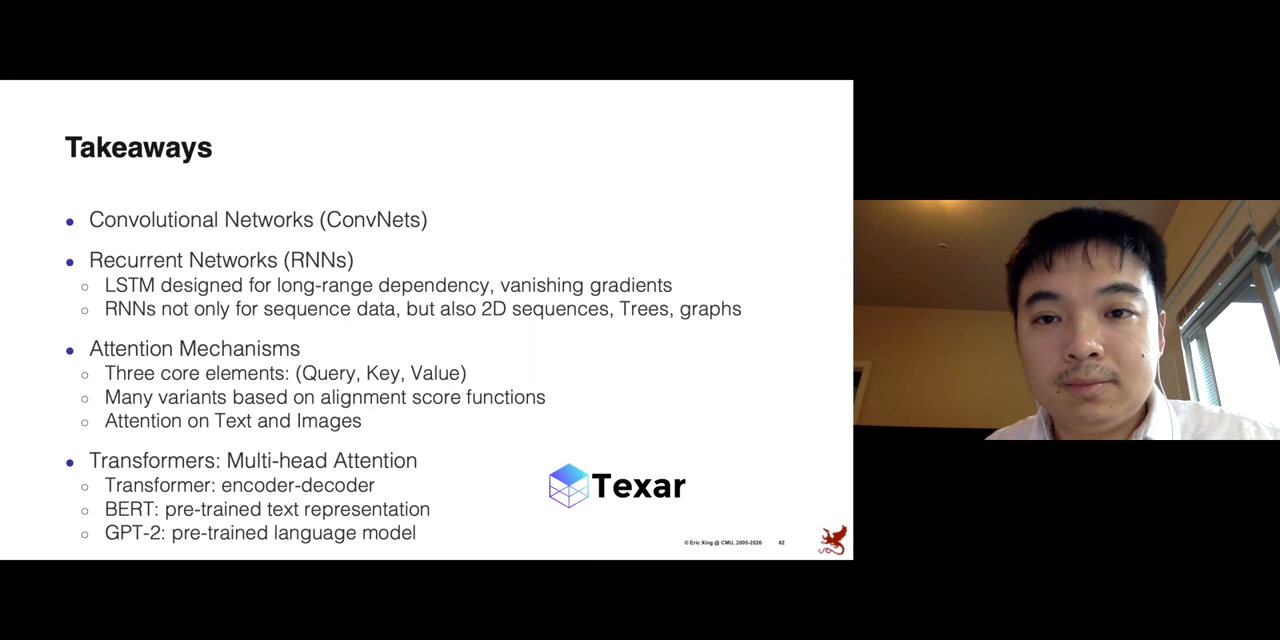 Takeaways
● Convolutional Networks (ConvNets)
● Recurrent Networks (RNNs)
○ LSTM designed for long-range dependency, vanishing gradients
○ RNNs not only for sequence data, but also 2D sequences, Trees, graphs
● Attention Mechanisms
○ Three core elements: (Query, Key, Value)
○ Many variants based on alignment score functions
○ Attention on Text and Images
● Transformers: Multi-head Attention
○ Transformer: encoder-decoder
○ BERT: pre-trained text representation
○ GPT-2: pre-trained language model
Texar
© Eric Xing @ CMU, 2005-2020 82